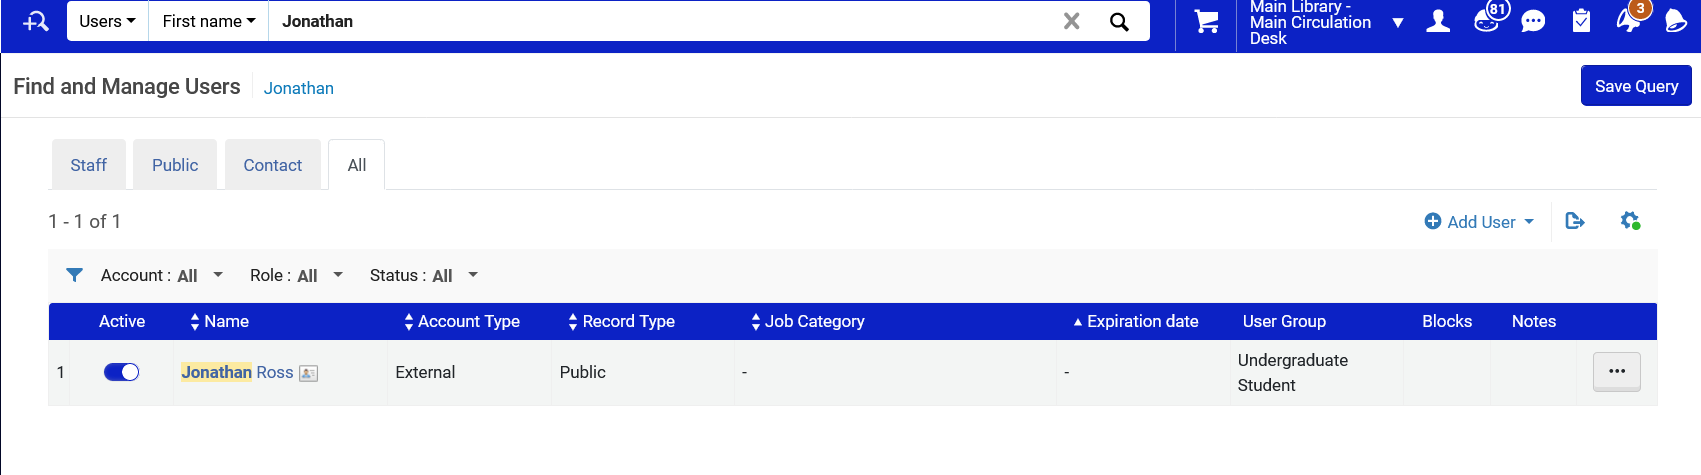 Users First name Jonathan
Main Library -
Main Circulation
Desk
81
3
Find and Manage Users Jonathan Save Query
Staff Public Contact All
1 - 1 of 1 Add User
Account : All Role : All Status : All
Active Name Account Type Record Type Job Category Expiration date User Group Blocks Notes
1 Jonathan Ross External Public - - Undergraduate
Student